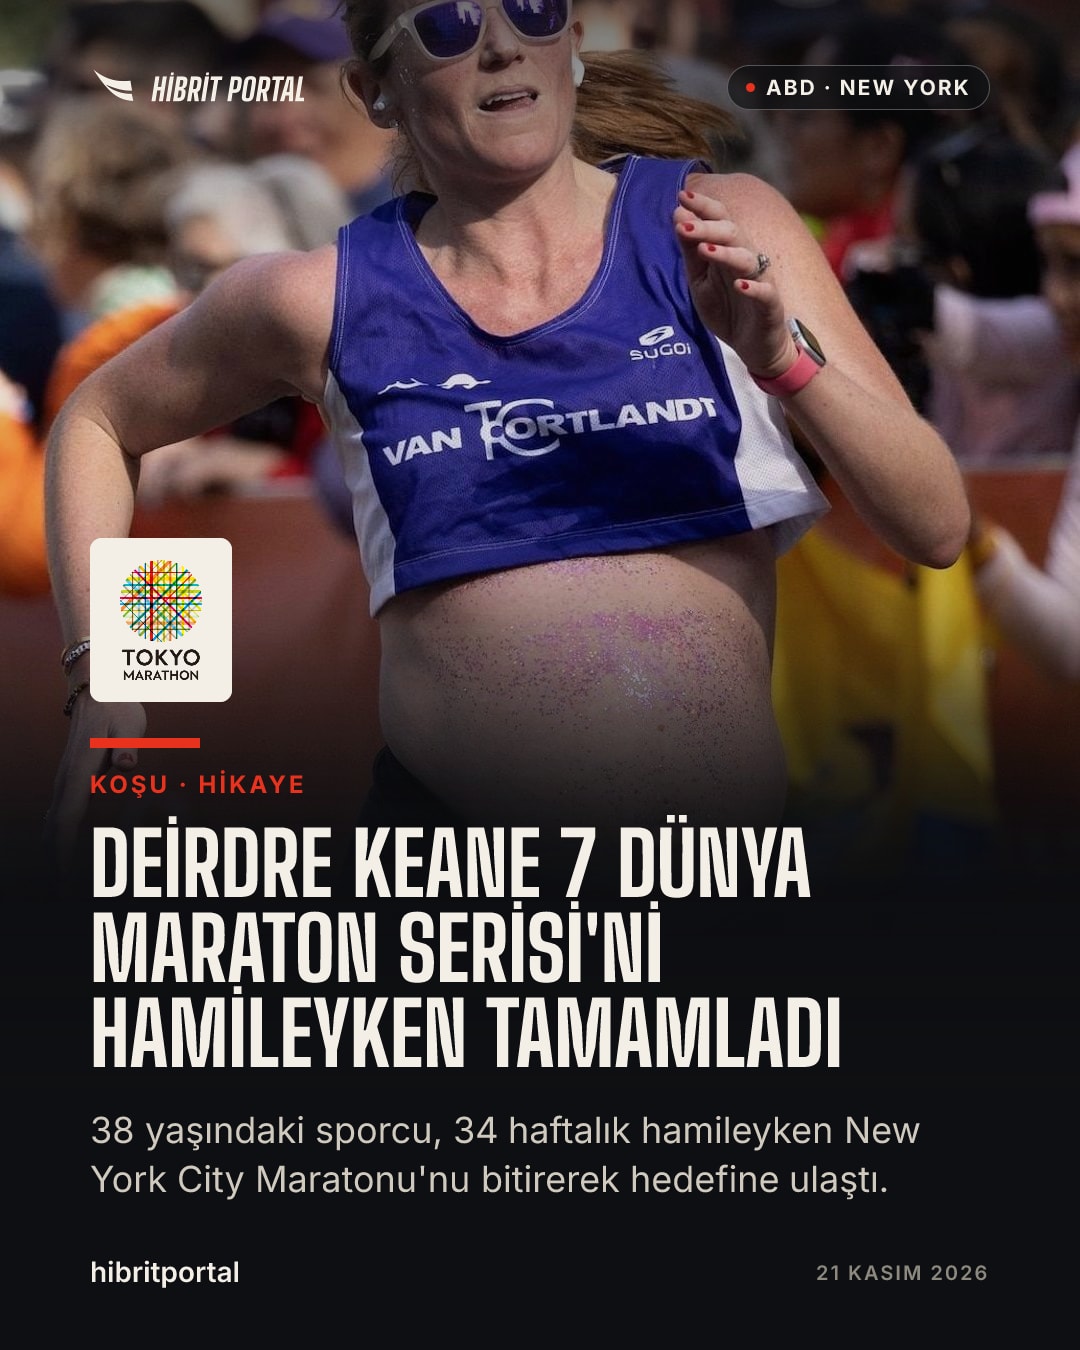 HİBRİT PORTAL
ABD · NEW YORK
SUGOi
VAN CORTLANDT
TC
TOKYO
MARATHON
KOŞU · HİKAYE
DEİRDRE KEANE 7 DÜNYA
MARATON SERİSİ'Nİ
HAMİLEYKEN TAMAMLADI
38 yaşındaki sporcu, 34 haftalık hamileyken New
York City Maratonu'nu bitirerek hedefine ulaştı.
hibritportal
21 KASIM 2026